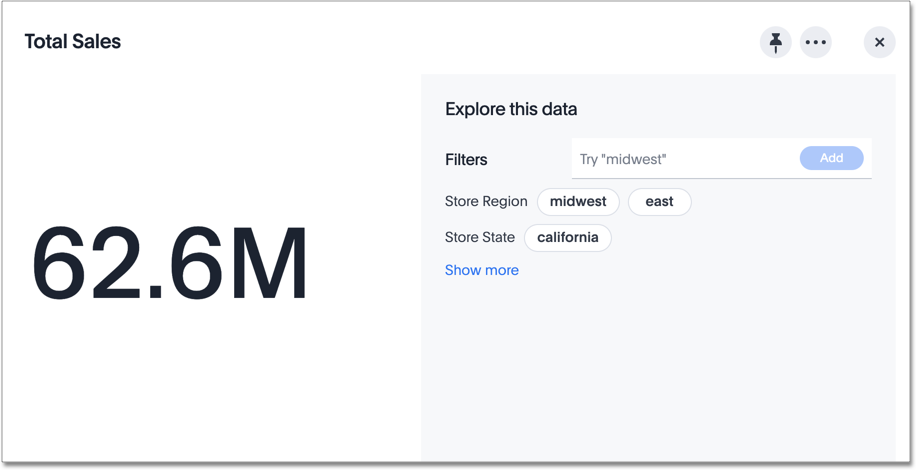 Total Sales
62.6M
Explore this data
Filters Try "midwest" Add
Store Region midwest east
Store State california
Show more